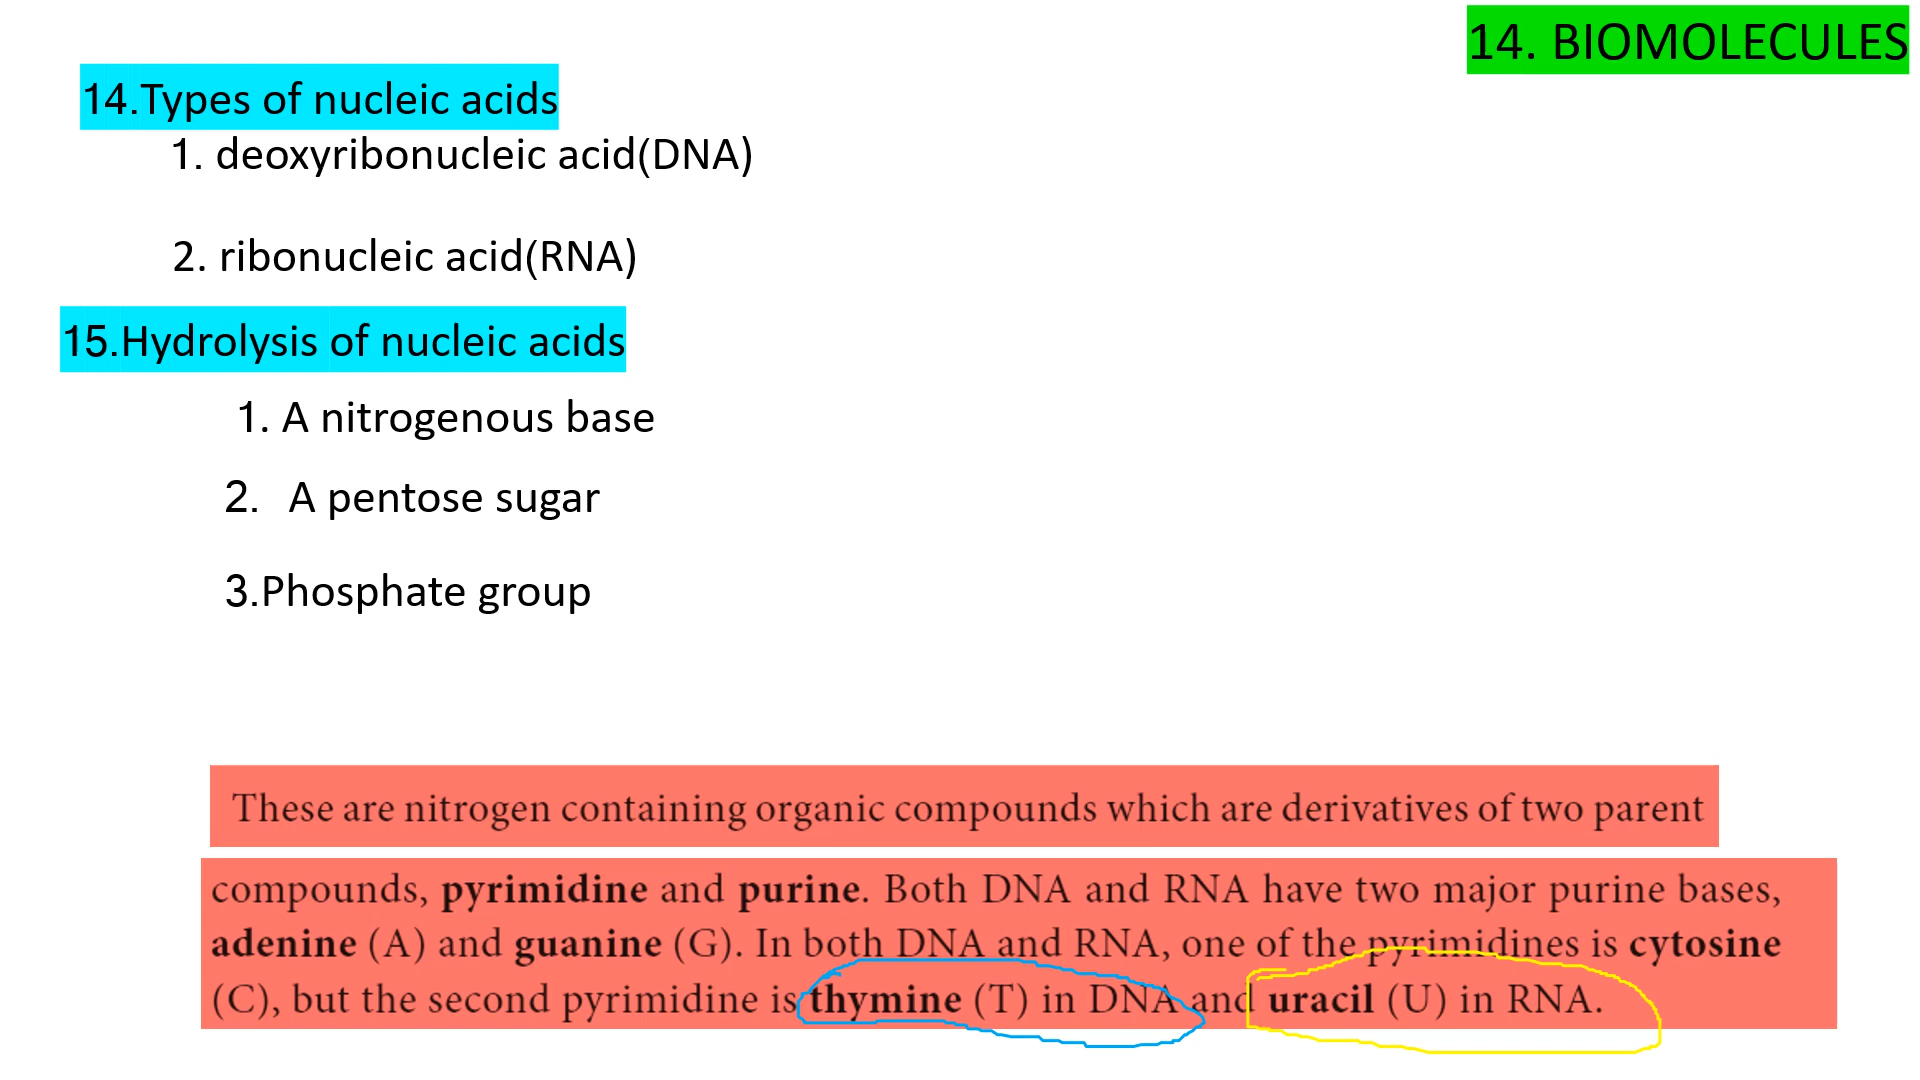 14. BIOMOLECULES
14.Types of nucleic acids
1. deoxyribonucleic acid(DNA)
2. ribonucleic acid(RNA)
15.Hydrolysis of nucleic acids
1. A nitrogenous base
2. A pentose sugar
3.Phosphate group
These are nitrogen containing organic compounds which are derivatives of two parent
compounds, pyrimidine and purine. Both DNA and RNA have two major purine bases,
adenine (A) and guanine (G). In both DNA and RNA, one of the pyrimidines is cytosine
(C), but the second pyrimidine is thymine (T) in DNA and uracil (U) in RNA.